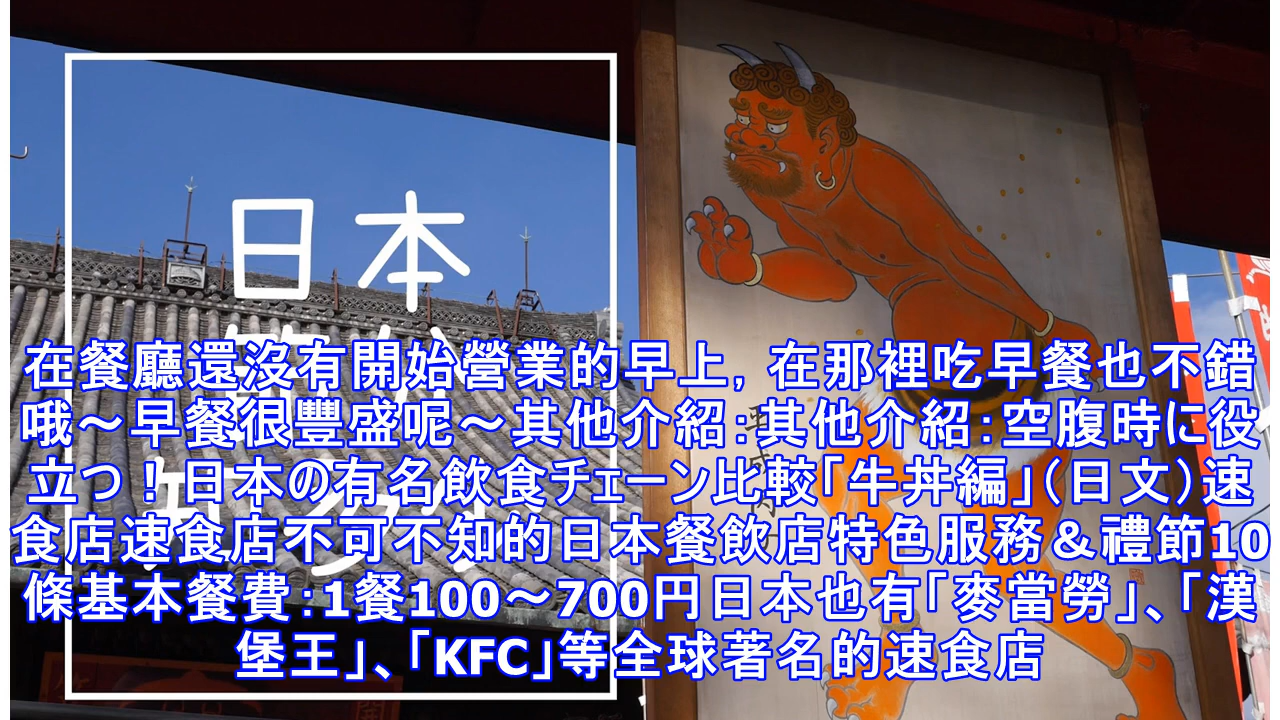 日本
在餐廳還沒有開始營業的早上, 在那裡吃早餐也不錯
哦～早餐很豐盛呢～其他介紹:其他介紹:空腹時に役
立つ！日本の有名飲食チェーン比較「牛丼編」（日文）速
食店速食店不可不知的日本餐飲店特色服務＆禮節10
條基本餐費:1餐100～700円日本也有「麥當勞」、「漢
堡王」、「KFC」等全球著名的速食店